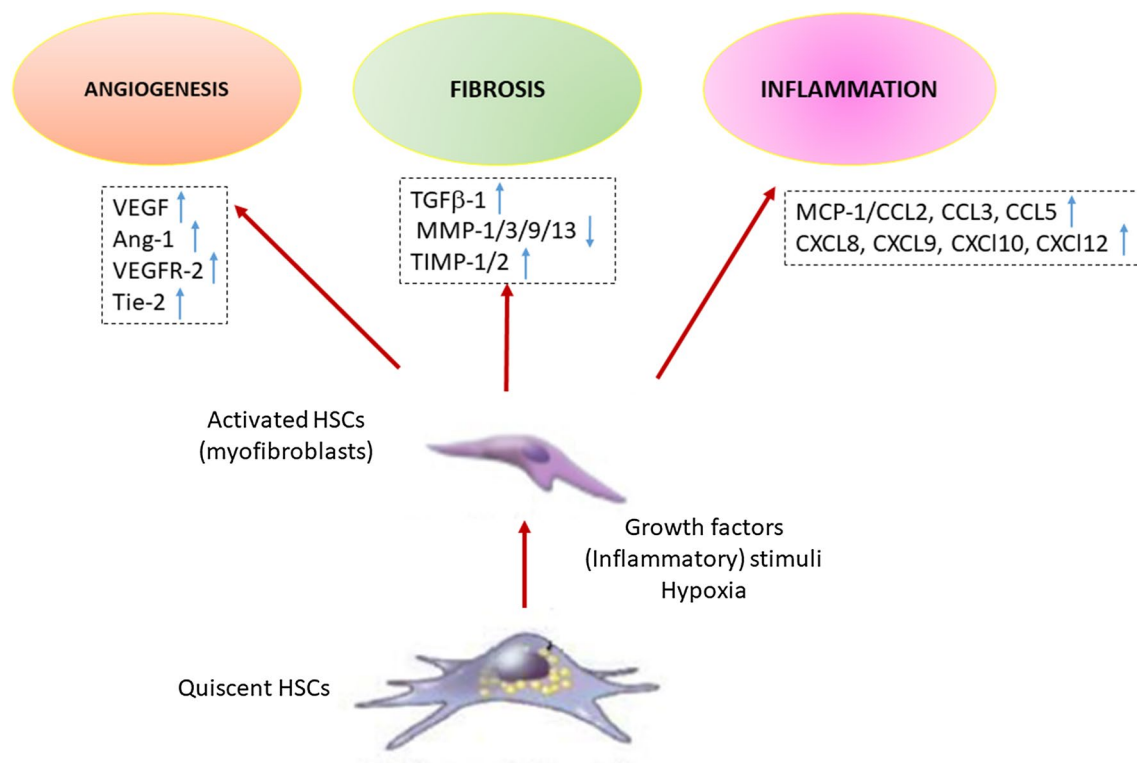 ANGIOGENESIS
FIBROSIS
INFLAMMATION
VEGF ↑
Ang-1 ↑
VEGFR-2 ↑
Tie-2 ↑
TGFβ-1 ↑
MMP-1/3/9/13 ↓
TIMP-1/2 ↑
MCP-1/CCL2, CCL3, CCL5 ↑
CXCL8, CXCL9, CXCl10, CXCl12 ↑
Activated HSCs
(myofibroblasts)
Growth factors
(Inflammatory) stimuli
Hypoxia
Quiscent HSCs